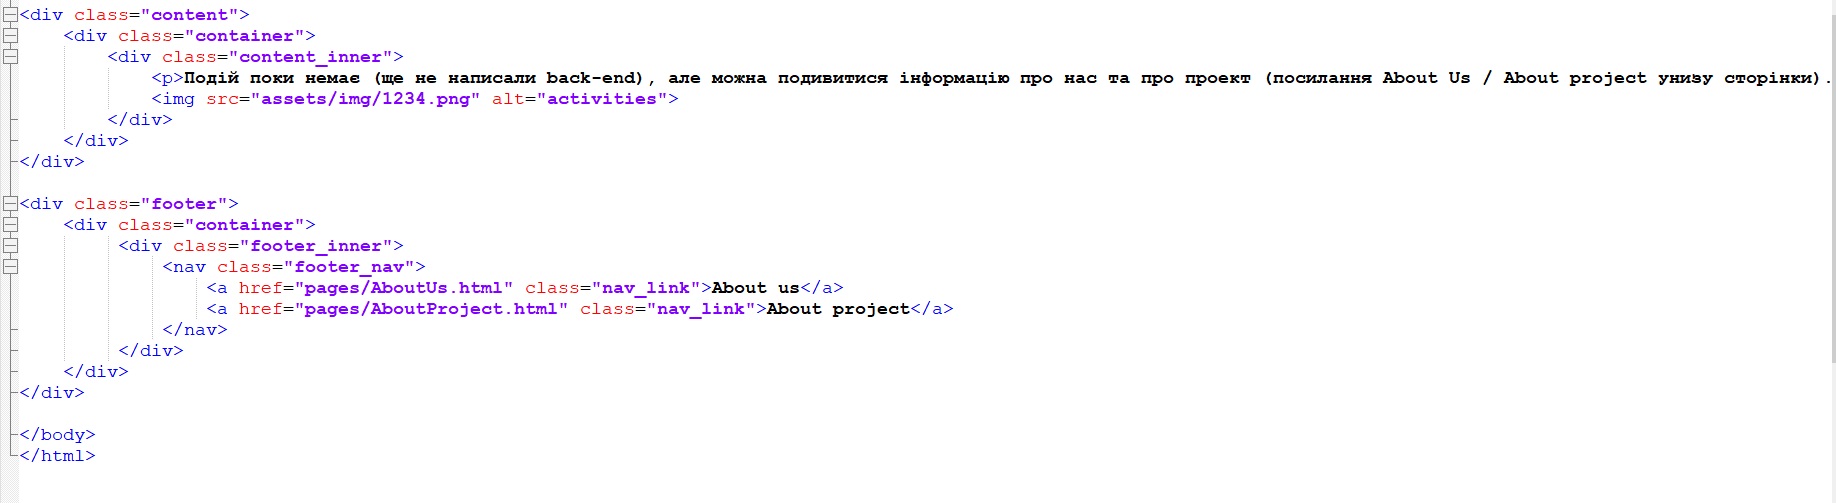 <div class="content">
<div class="container">
<div class="content_inner">
<p>Подій поки немає (ще не написали back-end), але можна подивитися інформацію про нас та про проект (посилання About Us / About project унизу сторінки).
<img src="assets/img/1234.png" alt="activities">
</div>
</div>
</div>
<div class="footer">
<div class="container">
<div class="footer_inner">
<nav class="footer_nav">
<a href="pages/AboutUs.html" class="nav_link">About us</a>
<a href="pages/AboutProject.html" class="nav_link">About project</a>
</nav>
</div>
</div>
</div>
</body>
</html>